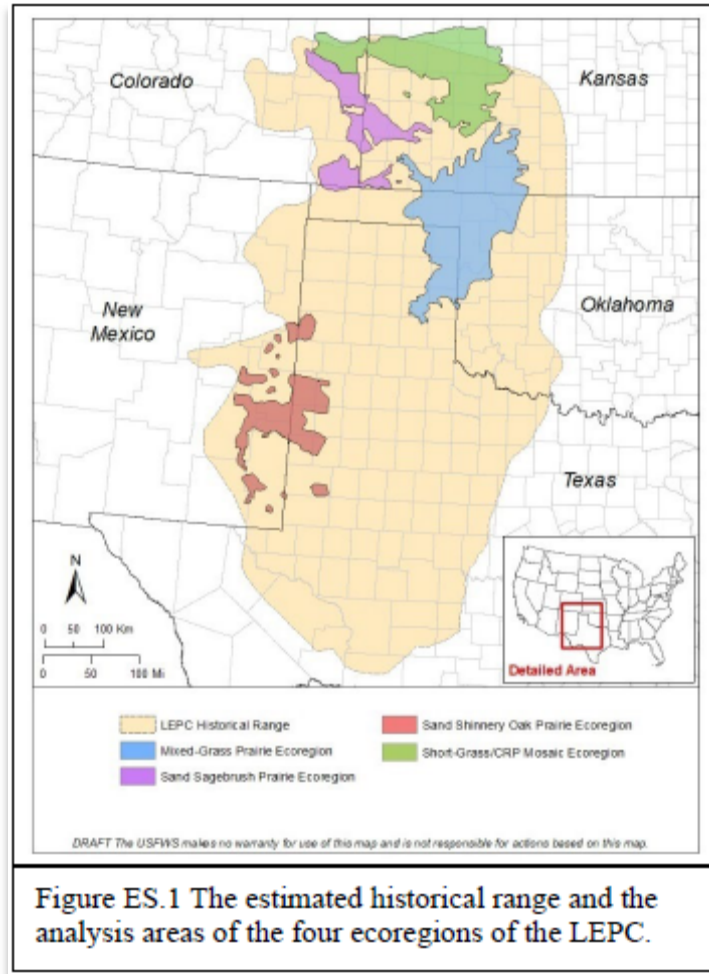 Colorado
Kansas
New
Mexico
Oklahoma
Texas
N
0 50 100 Km
0 50 100 Mi
Detailed Area
LEPC Historical Range
Mixed-Grass Prairie Ecoregion
Sand Sagebrush Prairie Ecoregion
Sand Shinnery Oak Prairie Ecoregion
Short-Grass/CRP Mosaic Ecoregion
DRAFT The USFWS makes no warranty for use of this map and is not responsible for actions based on this map.
Figure ES.1 The estimated historical range and the
analysis areas of the four ecoregions of the LEPC.